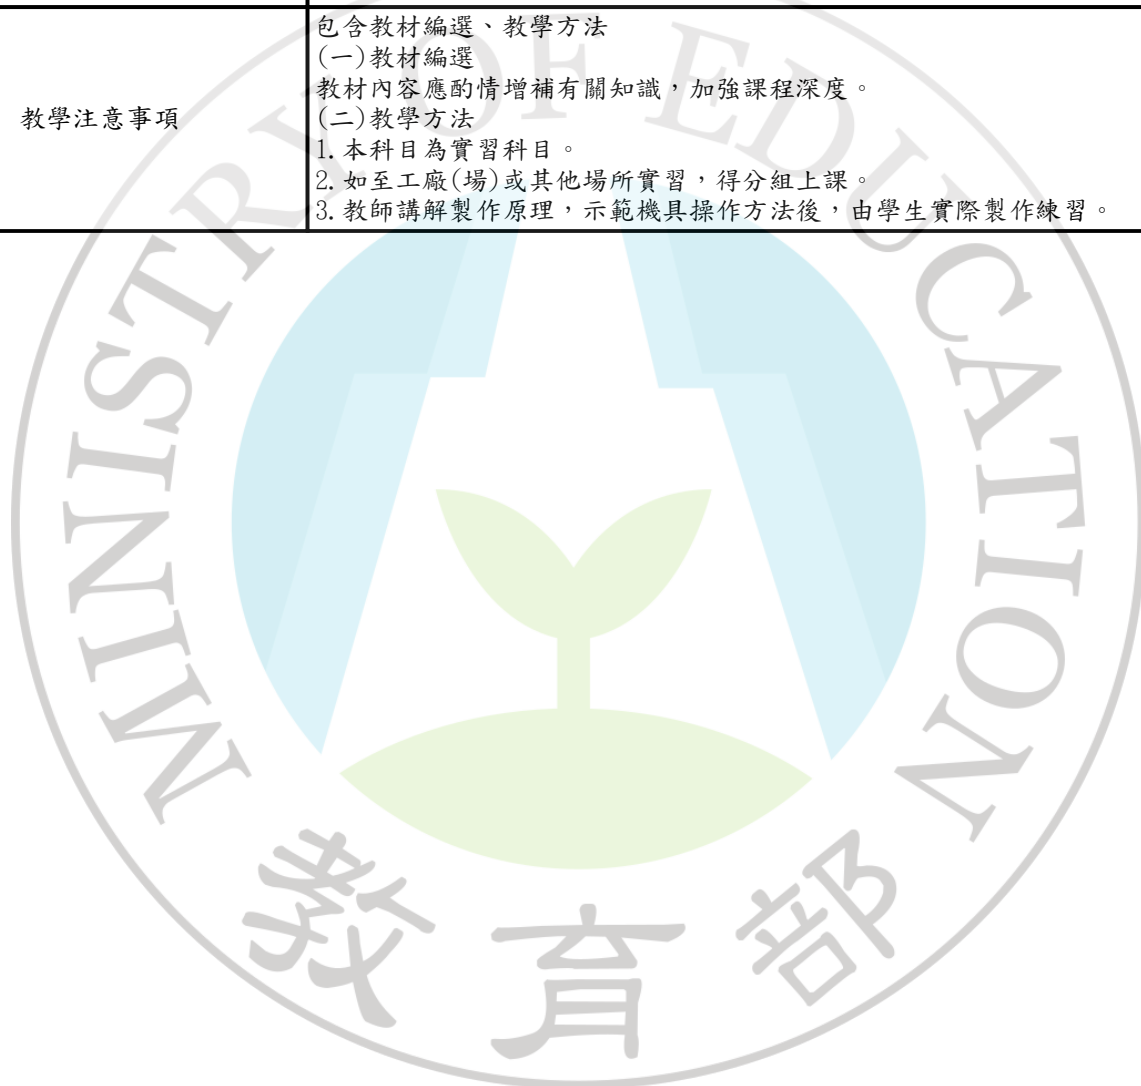 包含教材編選、教學方法
(一)教材編選
教材內容應酌情增補有關知識，加強課程深度。
教學注意事項
(二)教學方法
1.本科目為實習科目。
2.如至工廠(場)或其他場所實習，得分組上課。
3.教師講解製作原理，示範機具操作方法後，由學生實際製作練習。
MINISTRY OF EDUCATION
教育部